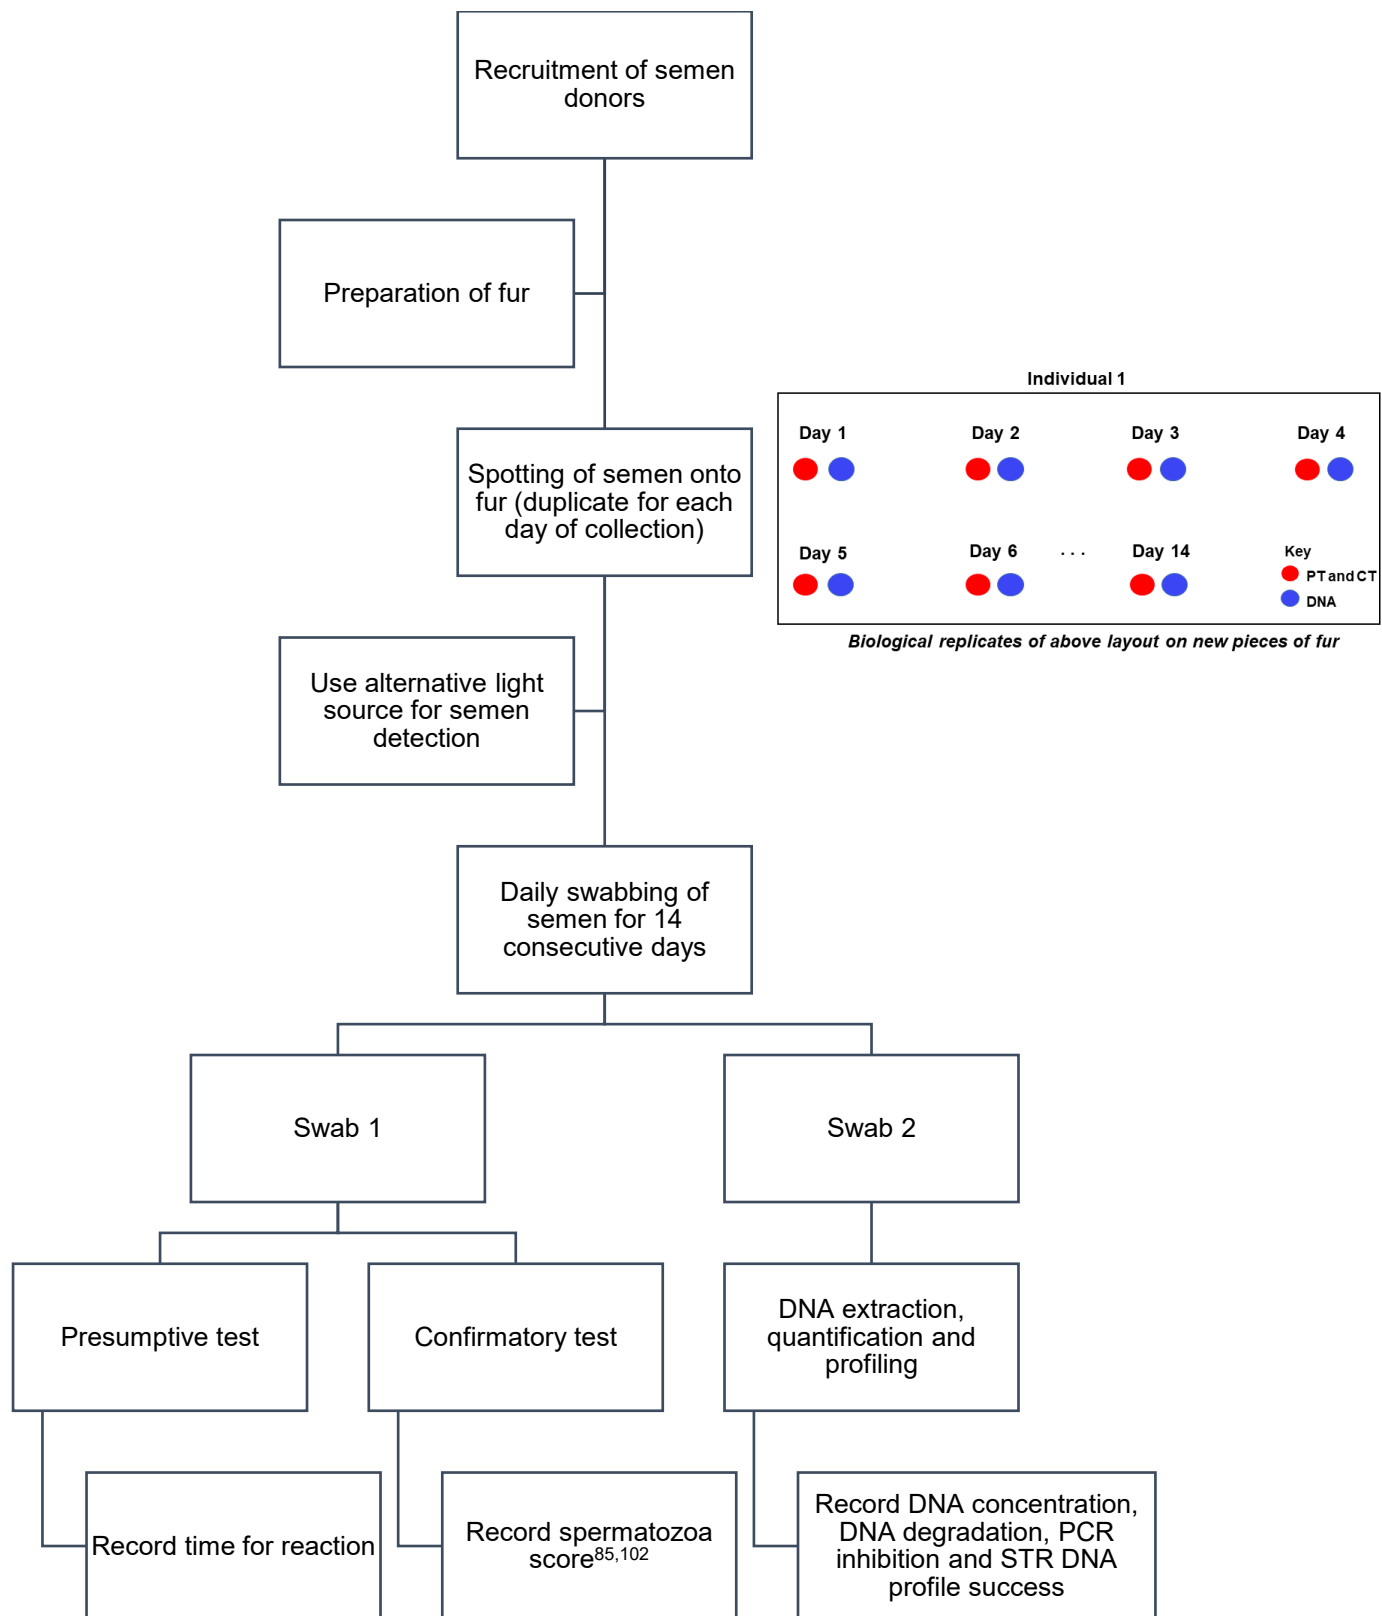 Recruitment of semen
donors
Preparation of fur
Spotting of semen onto
fur (duplicate for each
day of collection)
Individual 1
Day 1
Day 2
Day 3
Day 4
Day 5
Day 6
. . .
Day 14
Key
PT and CT
DNA
Biological replicates of above layout on new pieces of fur
Use alternative light
source for semen
detection
Daily swabbing of
semen for 14
consecutive days
Swab 1
Swab 2
Presumptive test
Confirmatory test
DNA extraction,
quantification and
profiling
Record time for reaction
Record spermatozoa
score85,102
Record DNA concentration,
DNA degradation, PCR
inhibition and STR DNA
profile success